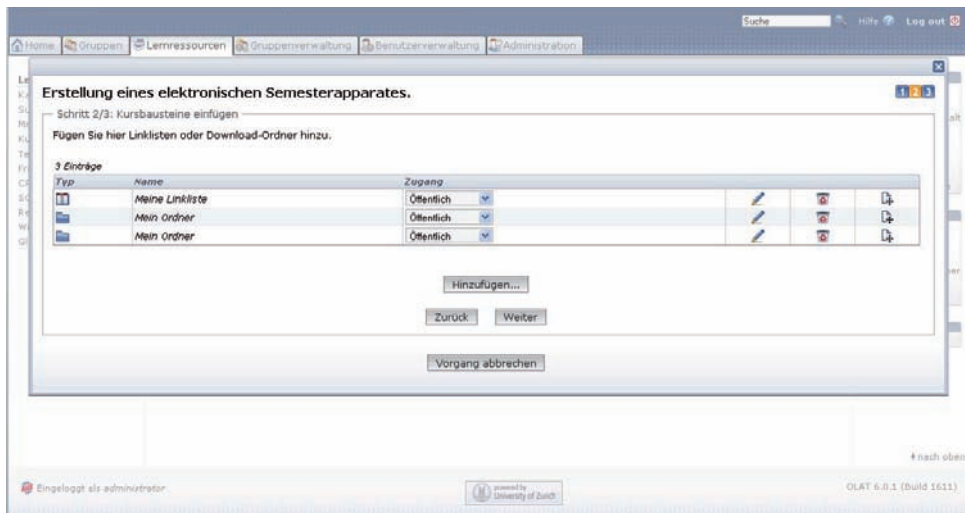 Suche Hilfe Log out
Home Gruppen Lernressourcen Gruppenverwaltung Benutzerverwaltung Administration
Erstellung eines elektronischen Semesterapparates. 1 2 3
Schritt 2/3: Kursbausteine einfügen
Fügen Sie hier Linklisten oder Download-Ordner hinzu.
3 Einträge
Typ Name Zugang
Meine Linkliste Öffentlich
Mein Ordner Öffentlich
Mein Ordner Öffentlich
Hinzufügen...
Zurück Weiter
Vorgang abbrechen
nach oben
Eingeloggt als administrator
powered by
University of Zurich
OLAT 6.0.1 (Build 1611)